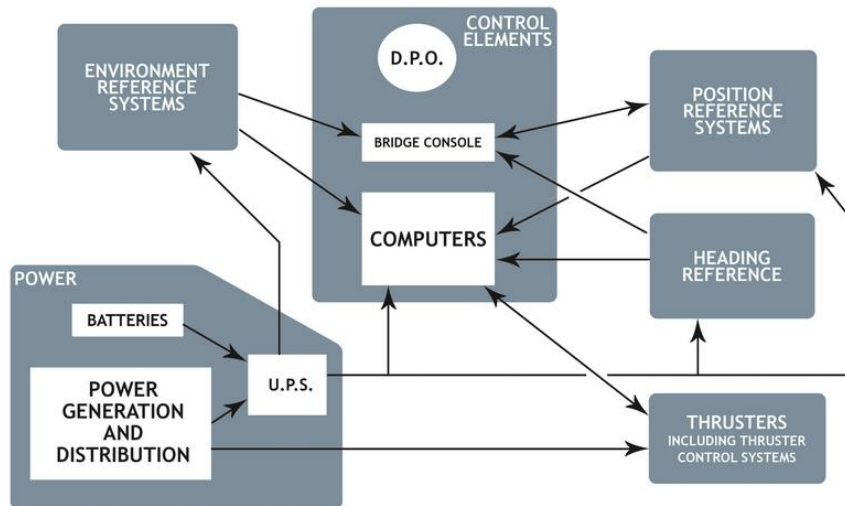 CONTROL
ELEMENTS
D.P.O.
ENVIRONMENT
REFERENCE
SYSTEMS
POSITION
REFERENCE
SYSTEMS
BRIDGE CONSOLE
COMPUTERS
HEADING
REFERENCE
POWER
BATTERIES
U.P.S.
POWER
GENERATION
AND
DISTRIBUTION
THRUSTERS
INCLUDING THRUSTER
CONTROL SYSTEMS